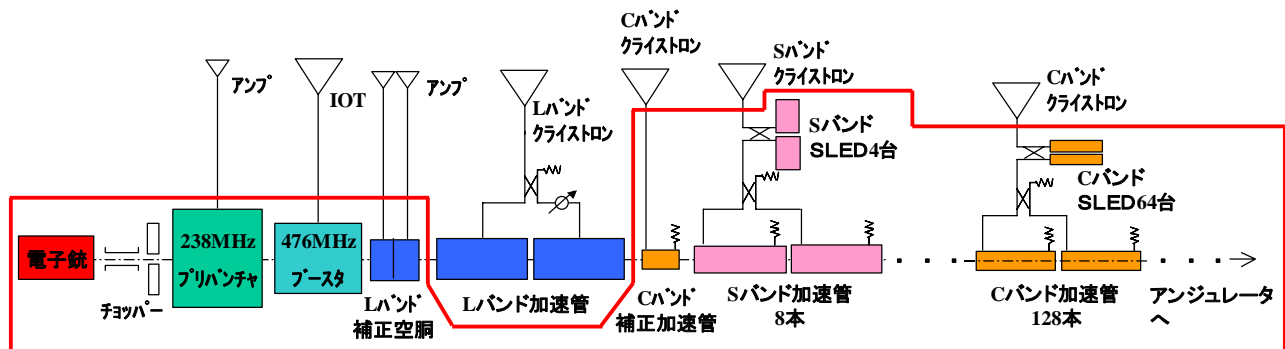 Cバンド
クライストロン
Sバンド
クライストロン
Cバンド
クライストロン
アンプ
IOT
アンプ
Lバンド
クライストロン
Sバンド
SLED4台
Cバンド
SLED64台
電子銃
チョッパー
238MHz
プリバンチャ
476MHz
ブースタ
Lバンド
補正空胴
Lバンド加速管
Cバンド
補正加速管
Sバンド加速管
8本
Cバンド加速管
128本
アンジュレータ
へ